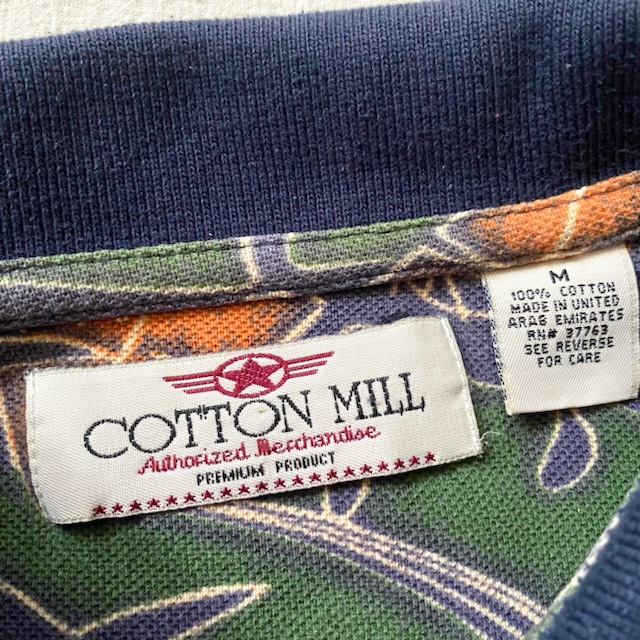 COTTON MILL
Authorized Merchandise
PREMIUM PRODUCT
M
100% COTTON
MADE IN UNITED
ARAB EMIRATES
RN# 37763
SEE REVERSE
FOR CARE